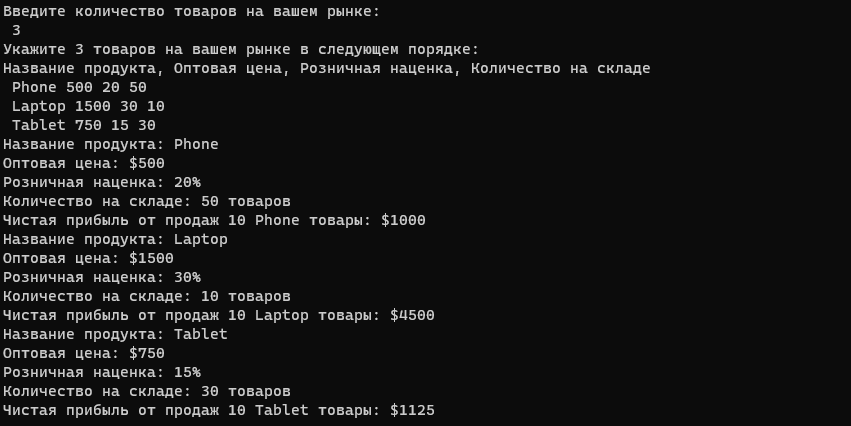 Введите количество товаров на вашем рынке:
3
Укажите 3 товаров на вашем рынке в следующем порядке:
Название продукта, Оптовая цена, Розничная наценка, Количество на складе
Phone 500 20 50
Laptop 1500 30 10
Tablet 750 15 30
Название продукта: Phone
Оптовая цена: $500
Розничная наценка: 20%
Количество на складе: 50 товаров
Чистая прибыль от продаж 10 Phone товары: $1000
Название продукта: Laptop
Оптовая цена: $1500
Розничная наценка: 30%
Количество на складе: 10 товаров
Чистая прибыль от продаж 10 Laptop товары: $4500
Название продукта: Tablet
Оптовая цена: $750
Розничная наценка: 15%
Количество на складе: 30 товаров
Чистая прибыль от продаж 10 Tablet товары: $1125